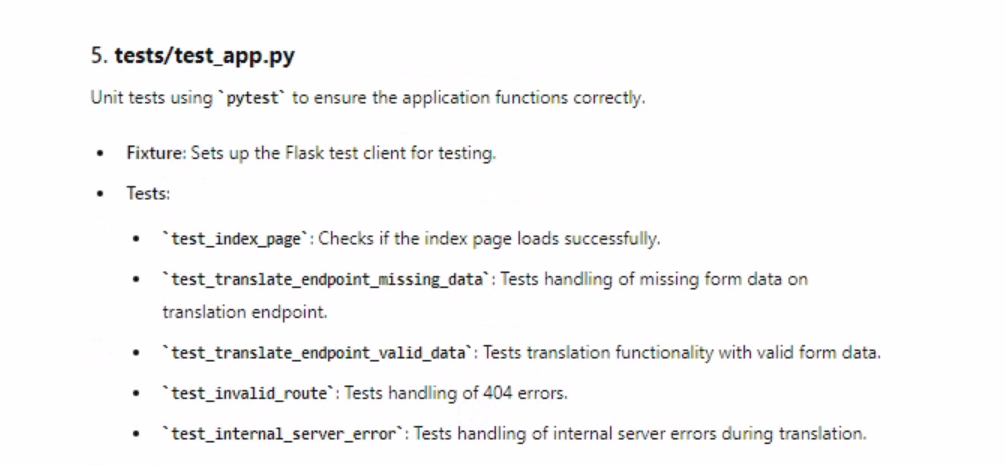 5. tests/test_app.py
Unit tests using `pytest` to ensure the application functions correctly.
• Fixture: Sets up the Flask test client for testing.
• Tests:
• `test_index_page`: Checks if the index page loads successfully.
• `test_translate_endpoint_missing_data`: Tests handling of missing form data on
translation endpoint.
• `test_translate_endpoint_valid_data`: Tests translation functionality with valid form data.
• `test_invalid_route`: Tests handling of 404 errors.
• `test_internal_server_error`: Tests handling of internal server errors during translation.